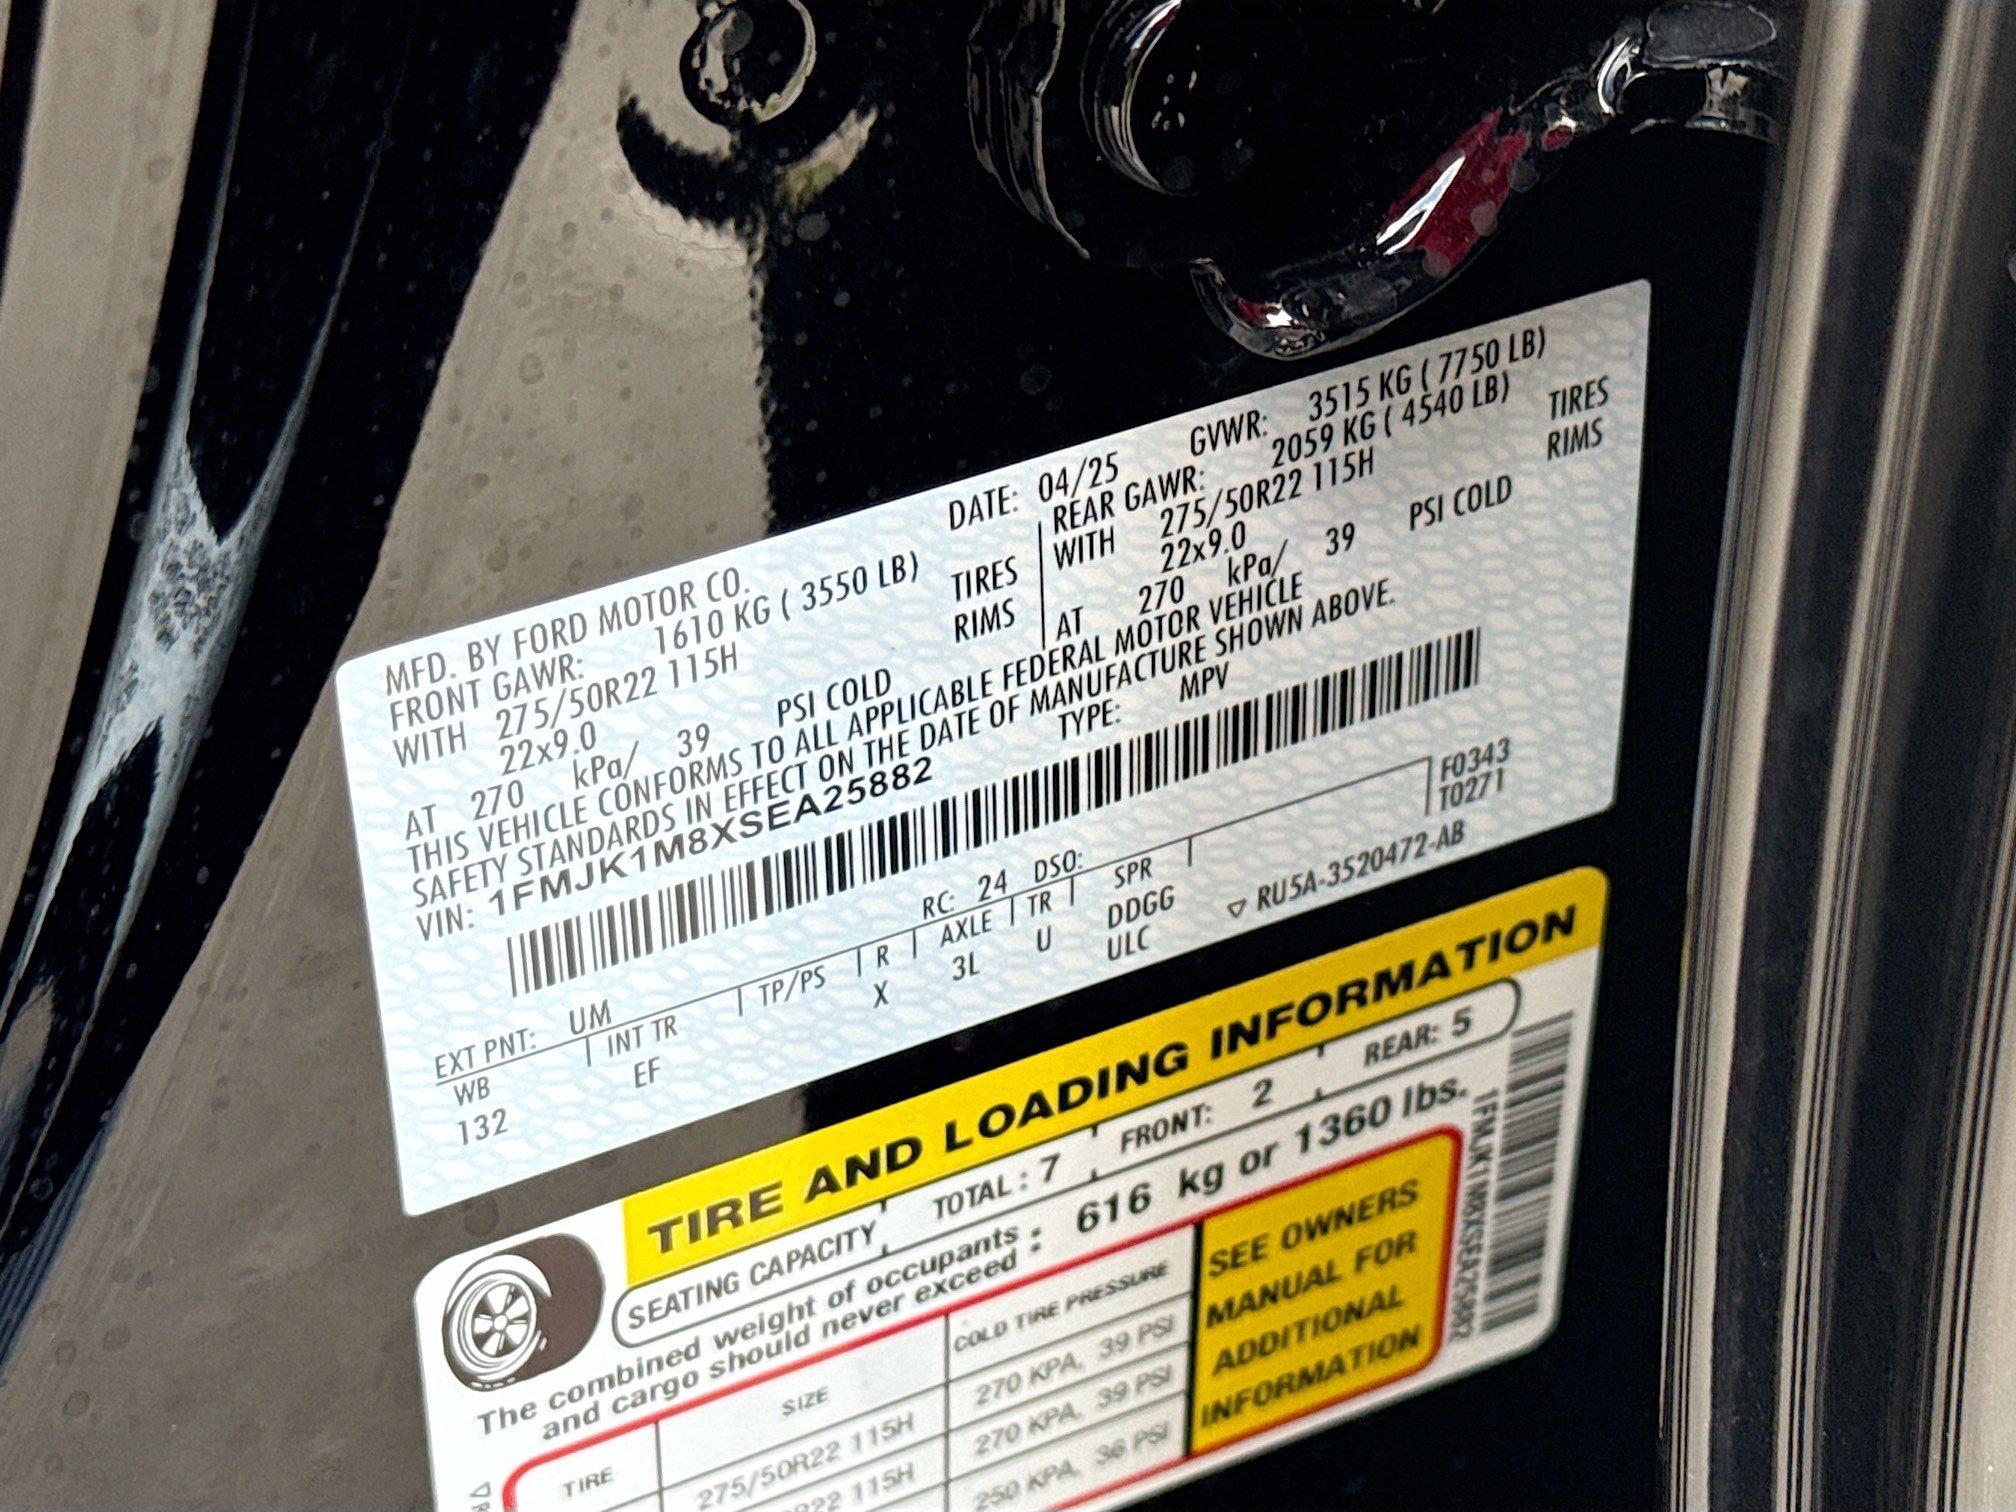 MFD. BY FORD MOTOR CO.
DATE: 04/25
GVWR: 3515 KG ( 7750 LB)
FRONT GAWR: 1610 KG ( 3550 LB)
REAR GAWR: 2059 KG ( 4540 LB)
WITH 275/50R22 115H TIRES
WITH 275/50R22 115H TIRES
22x9.0 RIMS
22x9.0 RIMS
AT 270 kPa/ 39 PSI COLD
AT 270 kPa/ 39 PSI COLD
THIS VEHICLE CONFORMS TO ALL APPLICABLE FEDERAL MOTOR VEHICLE
SAFETY STANDARDS IN EFFECT ON THE DATE OF MANUFACTURE SHOWN ABOVE.
VIN: 1FMJK1M8XSEA25882
TYPE: MPV
F0343
T0271
EXT PNT: UM
RC: 24 DSO:
WB INT TR TP/PS R AXLE TR SPR
132 EF X 3L U DDGG
ULC
▽ RU5A-3520472-AB
TIRE AND LOADING INFORMATION
SEATING CAPACITY TOTAL : 7 FRONT: 2 REAR: 5
The combined weight of occupants
and cargo should never exceed : 616 kg or 1360 lbs.
TIRE SIZE COLD TIRE PRESSURE
275/50R22 115H 270 KPA, 39 PSI
R22 115H 270 KPA, 39 PSI
250 KPA, 36 PSI
SEE OWNERS
MANUAL FOR
ADDITIONAL
INFORMATION
1FMJK1M8XSEA25882